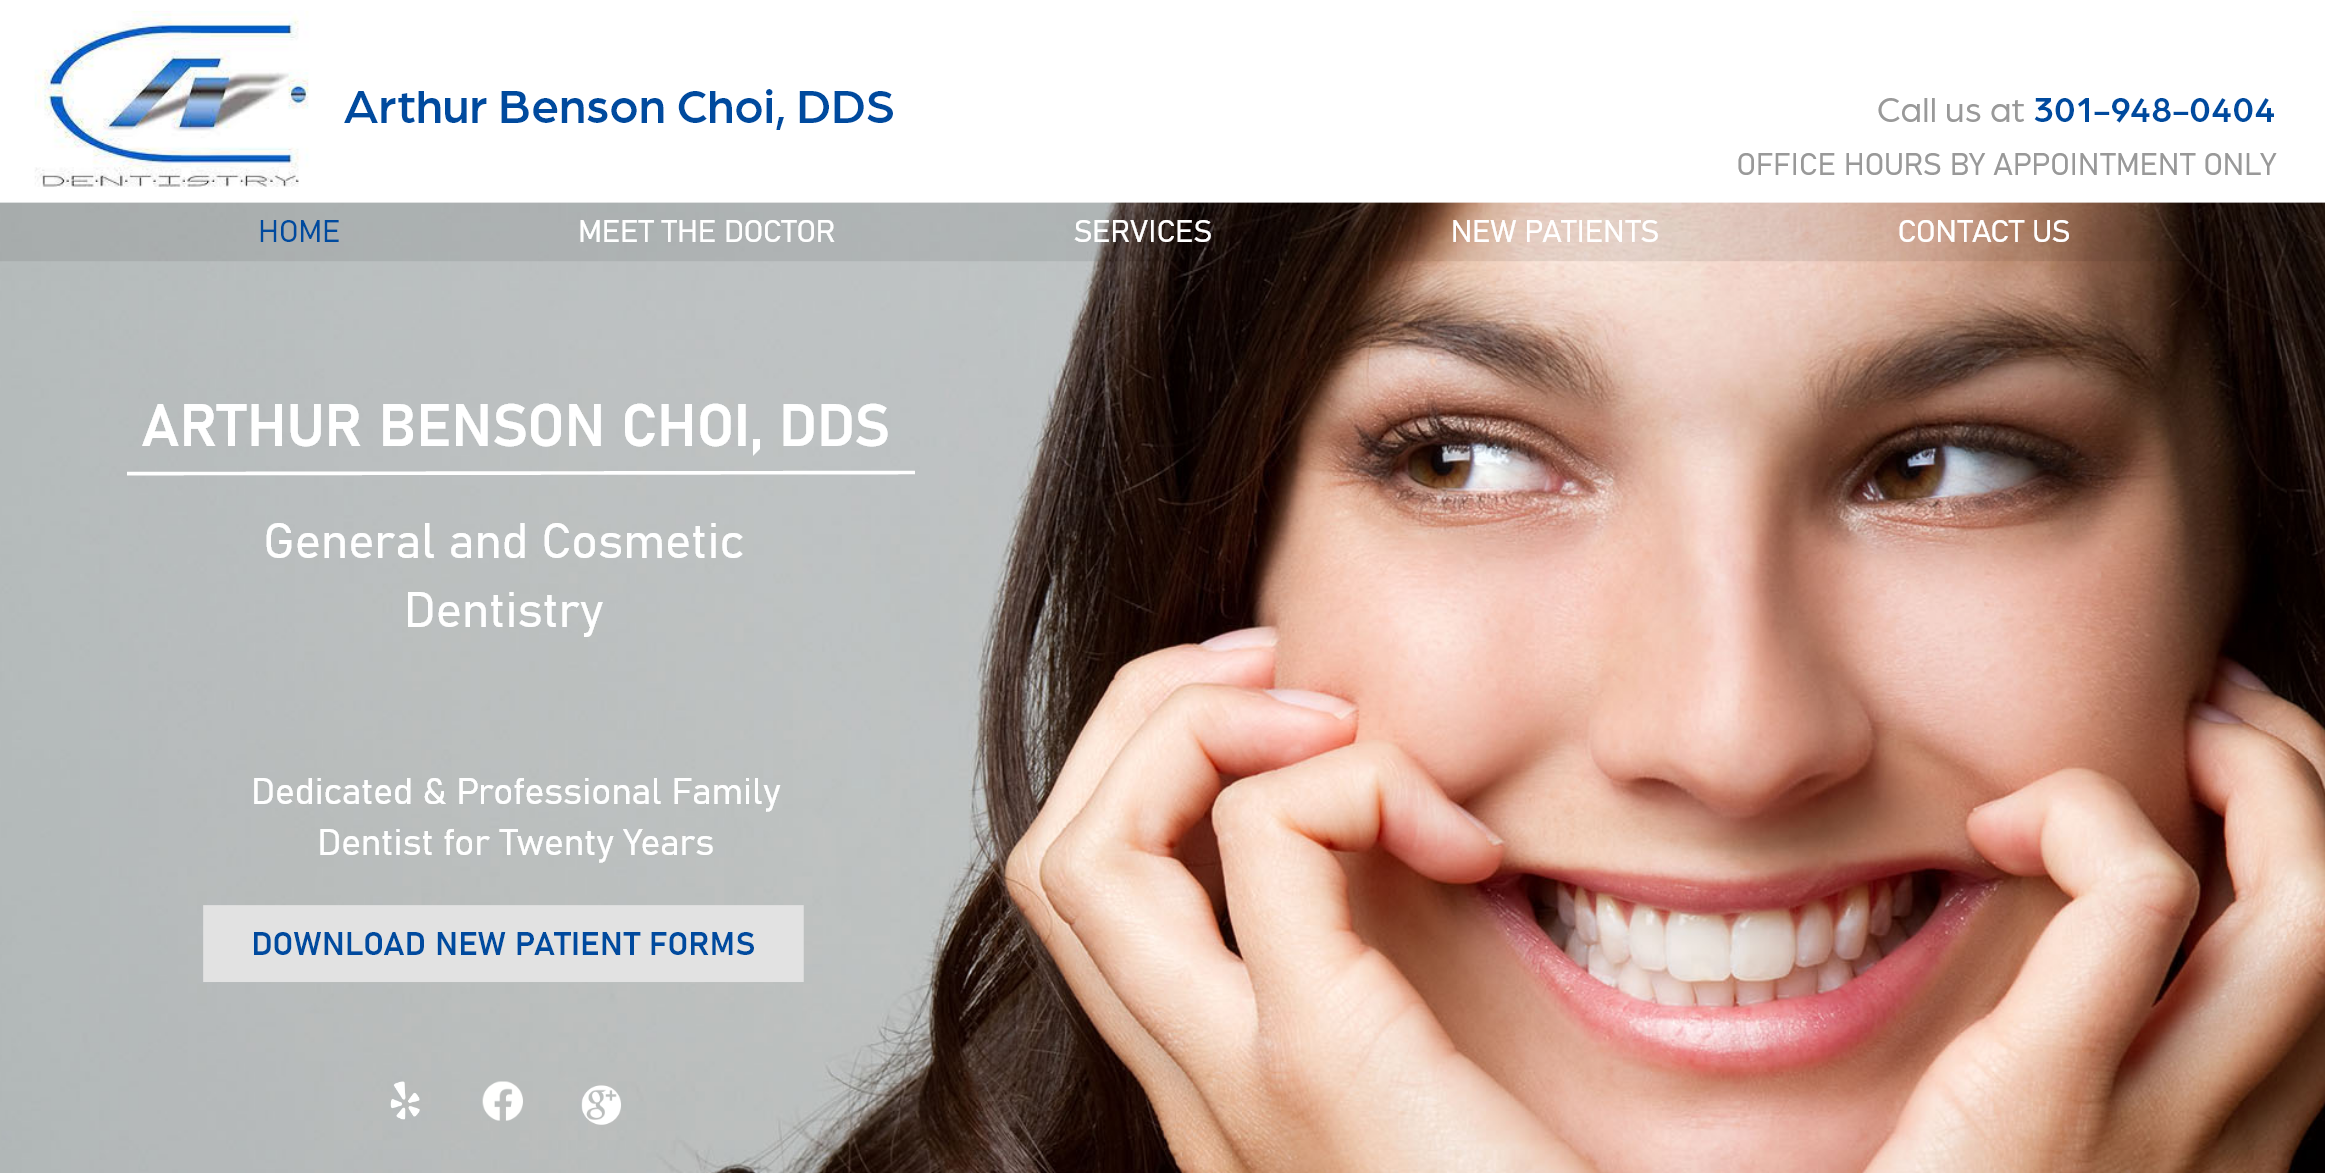 D·E·N·T·I·S·T·R·Y·
Arthur Benson Choi, DDS
Call us at 301-948-0404
OFFICE HOURS BY APPOINTMENT ONLY
HOME MEET THE DOCTOR SERVICES NEW PATIENTS CONTACT US
ARTHUR BENSON CHOI, DDS
General and Cosmetic
Dentistry
Dedicated & Professional Family
Dentist for Twenty Years
DOWNLOAD NEW PATIENT FORMS
g+